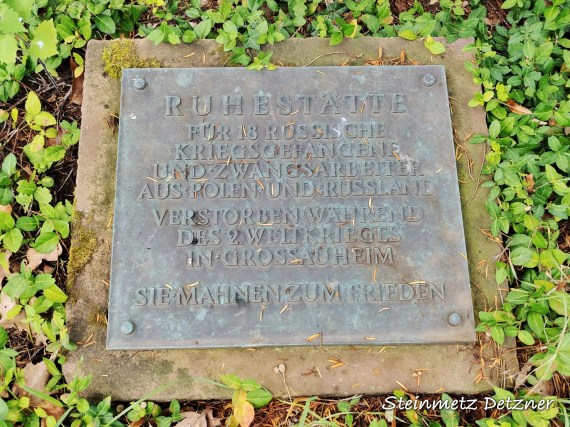 RUHESTÄTTE
FÜR·18·RUSSISCHE
KRIEGSGEFANGENE
UND·ZWANGSARBEITER
AUS·POLEN·UND·RUSSLAND
VERSTORBEN·WÄHREND
DES·2.WELTKRIEGES
IN·GROSSAUHEIM
SIE·MAHNEN·ZUM·FRIEDEN
Steinmetz Detzner